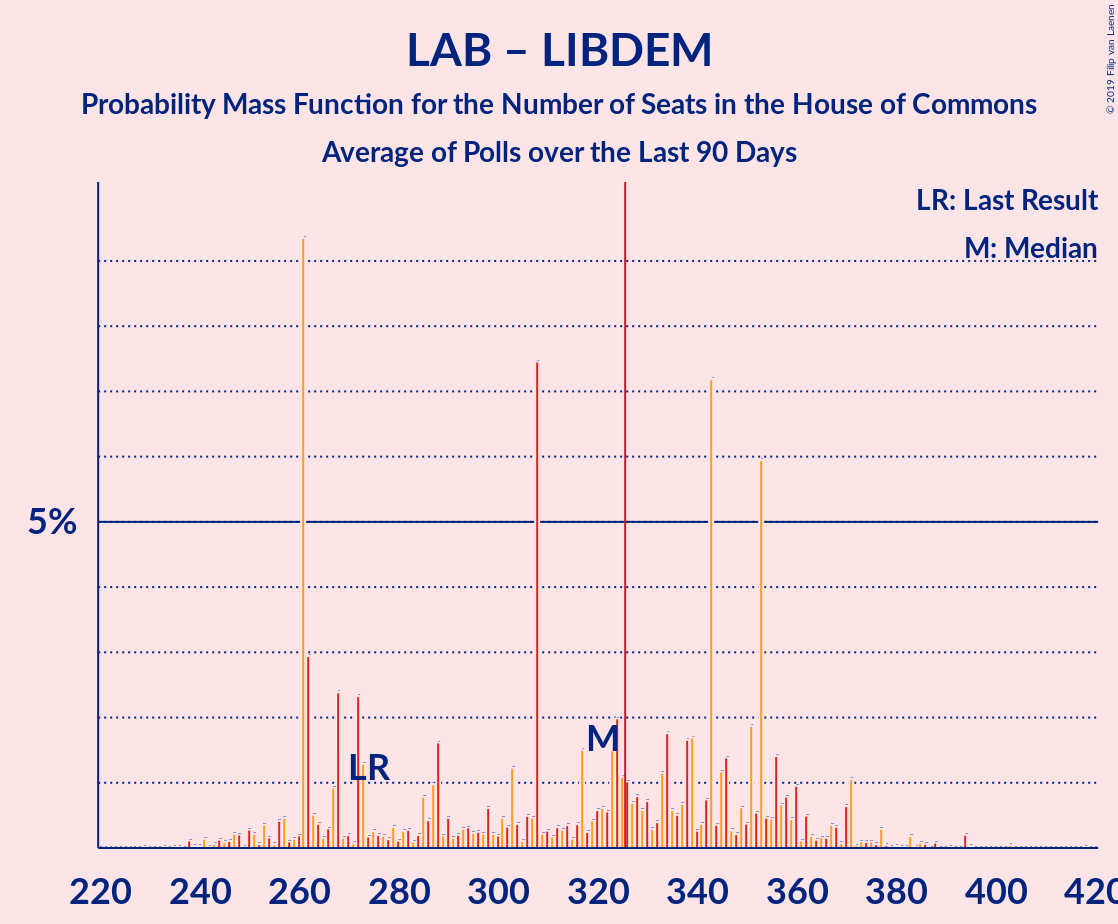 LAB – LIBDEM
Probability Mass Function for the Number of Seats in the House of Commons
Average of Polls over the Last 90 Days
© 2019 Filip van Laenen
LR: Last Result
M: Median
5%
M
LR
220 240 260 280 300 320 340 360 380 400 420